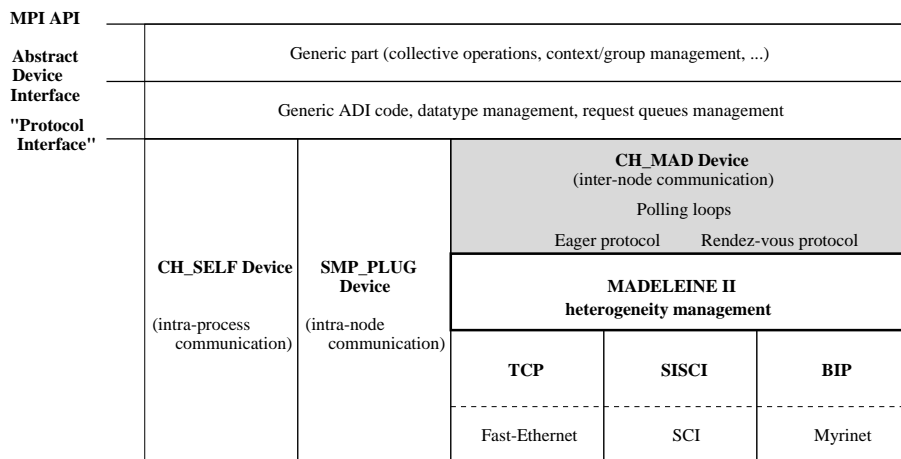 MPI API
Generic part (collective operations, context/group management, ...)
Abstract
Device
Interface
Generic ADI code, datatype management, request queues management
"Protocol
Interface"
CH_MAD Device
(inter-node communication)
Polling loops
Eager protocol Rendez-vous protocol
CH_SELF Device
(intra-process
communication)
SMP_PLUG
Device
(intra-node
communication)
MADELEINE II
heterogeneity management
TCP SISCI BIP
Fast-Ethernet SCI Myrinet